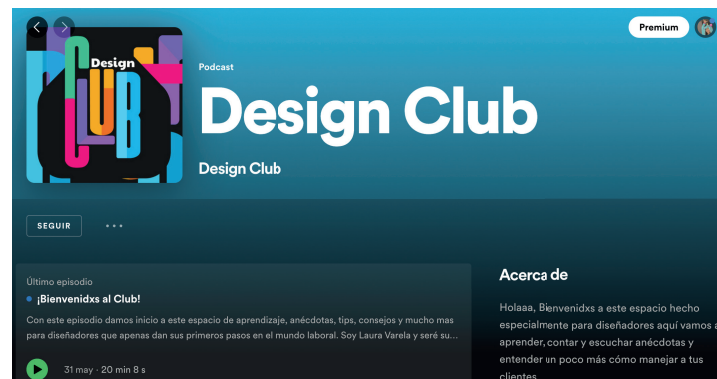 Design
CLUB
Premium
Podcast
Design Club
Design Club
SEGUIR
Último episodio
¡Bienvenidxs al Club!
Con este episodio damos inicio a este espacio de aprendizaje, anécdotas, tips, consejos y mucho mas
para diseñadores que apenas dan sus primeros pasos en el mundo laboral. Soy Laura Varela y seré su...
31 may · 20 min 8 s
Acerca de
Holaaa, Bienvenidxs a este espacio hecho
especialmente para diseñadores aquí vamos a
aprender, contar y escuchar anécdotas y
entender un poco más cómo manejar a tus
clientes